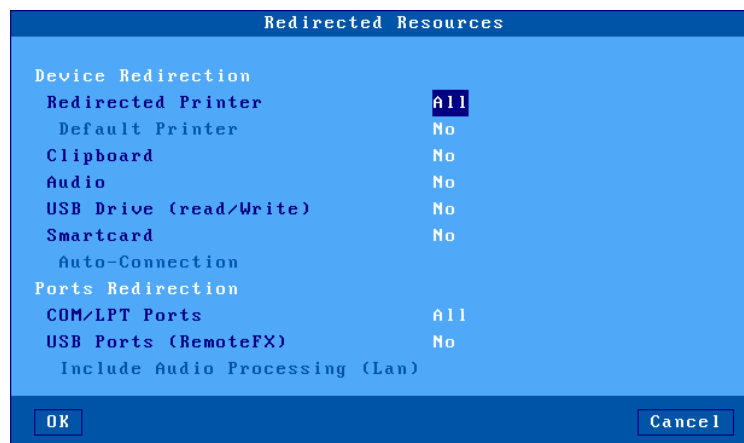 Redirected Resources
Device Redirection
Redirected Printer All
Default Printer No
Clipboard No
Audio No
USB Drive (read/Write) No
Smartcard No
Auto-Connection
Ports Redirection
COM/LPT Ports All
USB Ports (RemoteFX) No
Include Audio Processing (Lan)
OK Cancel